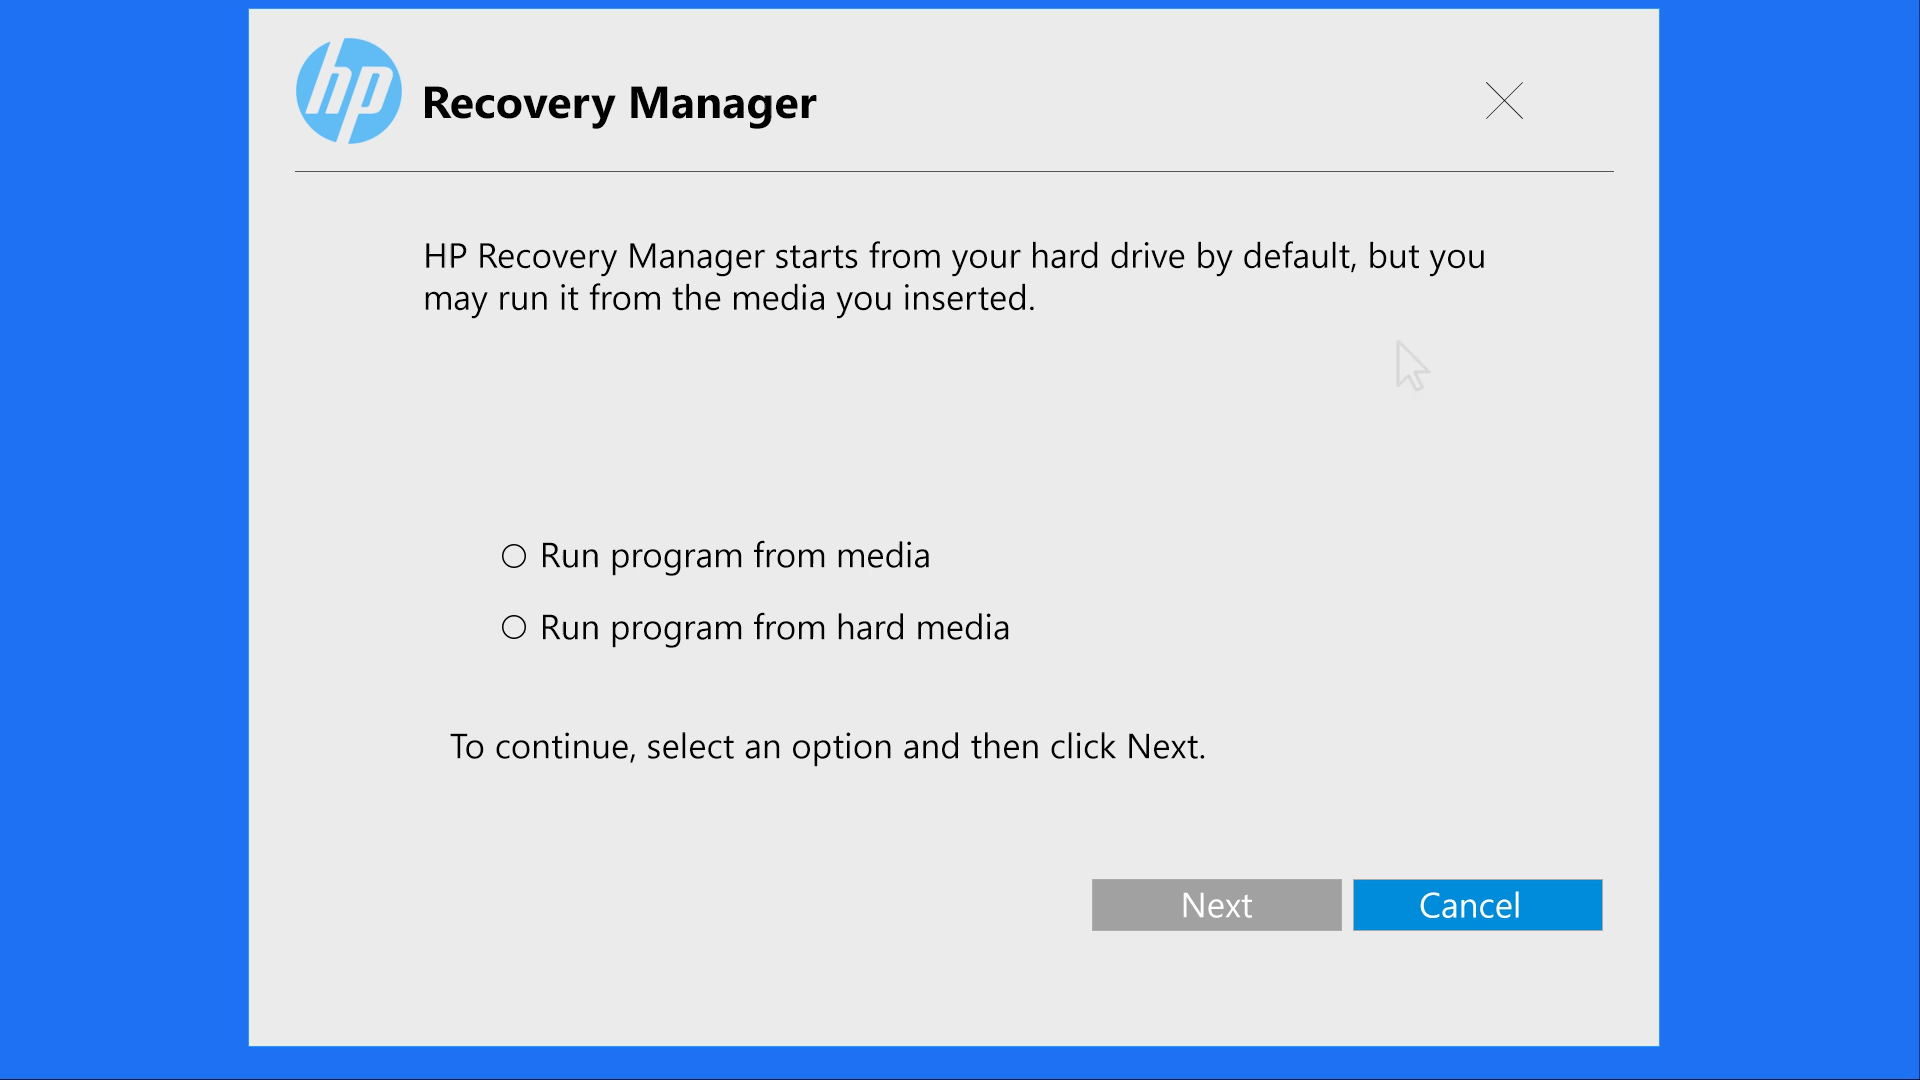 hp
Recovery Manager
HP Recovery Manager starts from your hard drive by default, but you
may run it from the media you inserted.
Run program from media
Run program from hard media
To continue, select an option and then click Next.
Next
Cancel